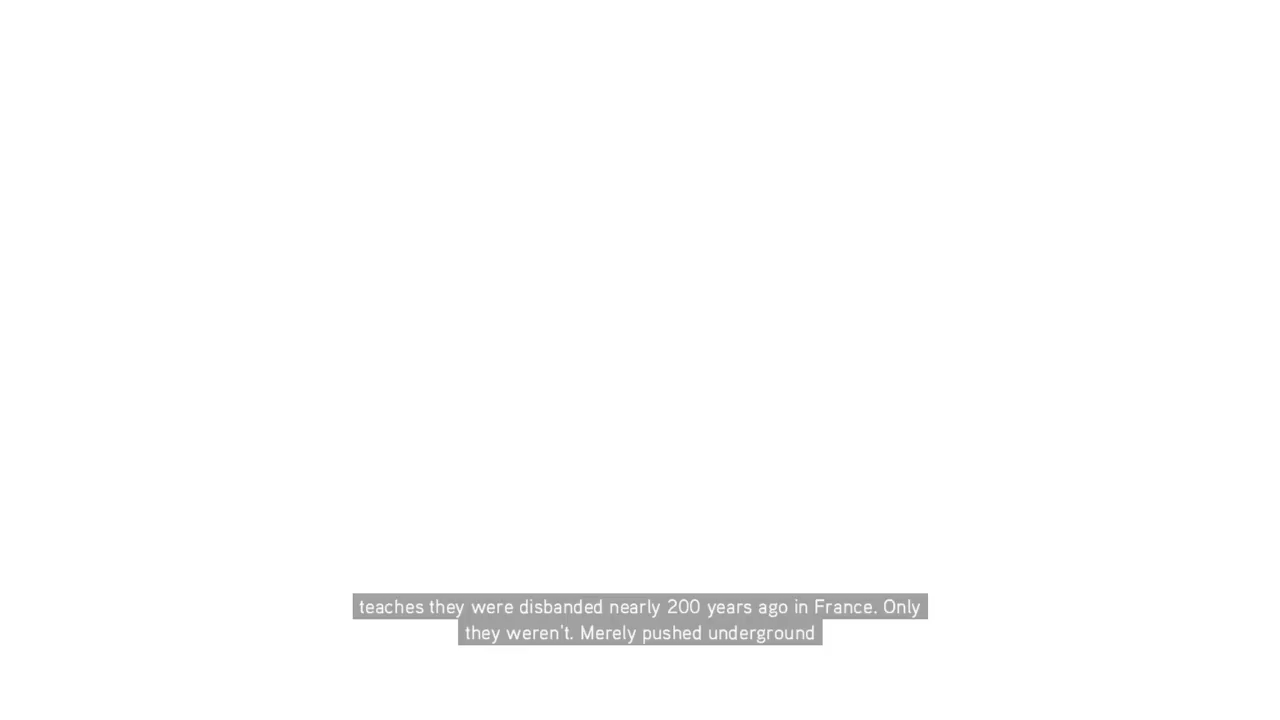 teaches they were disbanded nearly 200 years ago in France. Only
they weren't. Merely pushed underground